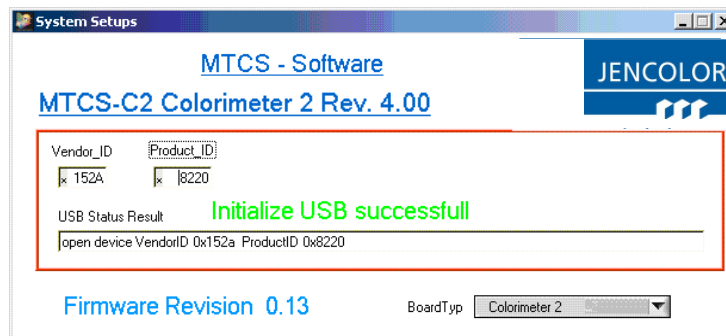 System Setups
MTCS - Software
JENCOLOR
MTCS-C2 Colorimeter 2 Rev. 4.00
Vendor_ID Product_ID
x 152A x 8220
USB Status Result Initialize USB successfull
open device VendorID 0x152a ProductID 0x8220
Firmware Revision 0.13 BoardTyp Colorimeter 2